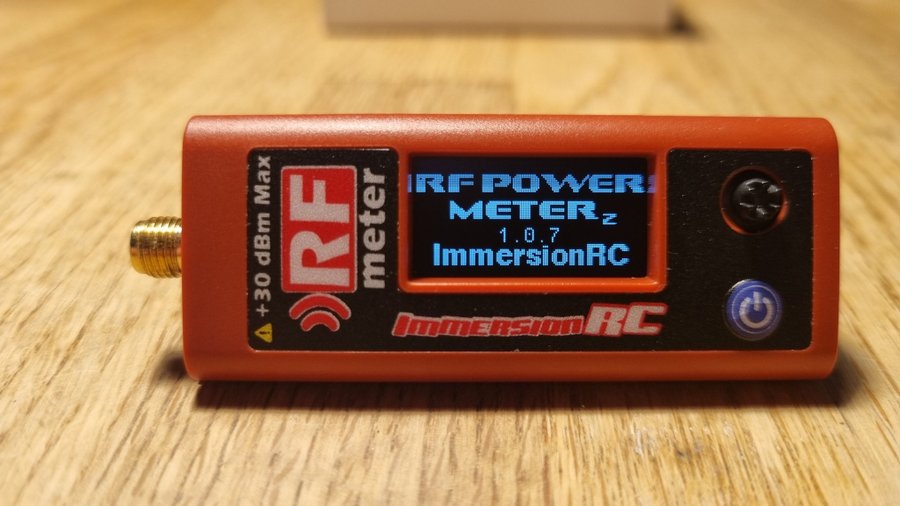 +30 dBm Max
RF
meter
RF POWER
METER z
1.0.7
ImmersionRC
ImmersionRC